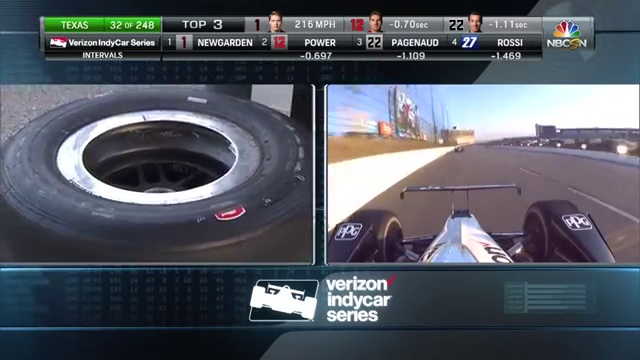 TEXAS 32 OF 248 TOP 3 1 216 MPH 12 -0.70sec 22 -1.11sec
Verizon IndyCar Series 1 1 NEWGARDEN 2 12 POWER 3 22 PAGENAUD 4 27 ROSSI NBCSN
INTERVALS -0.697 -1.109 -1.469
PPG
PPG
verizon
indycar
series